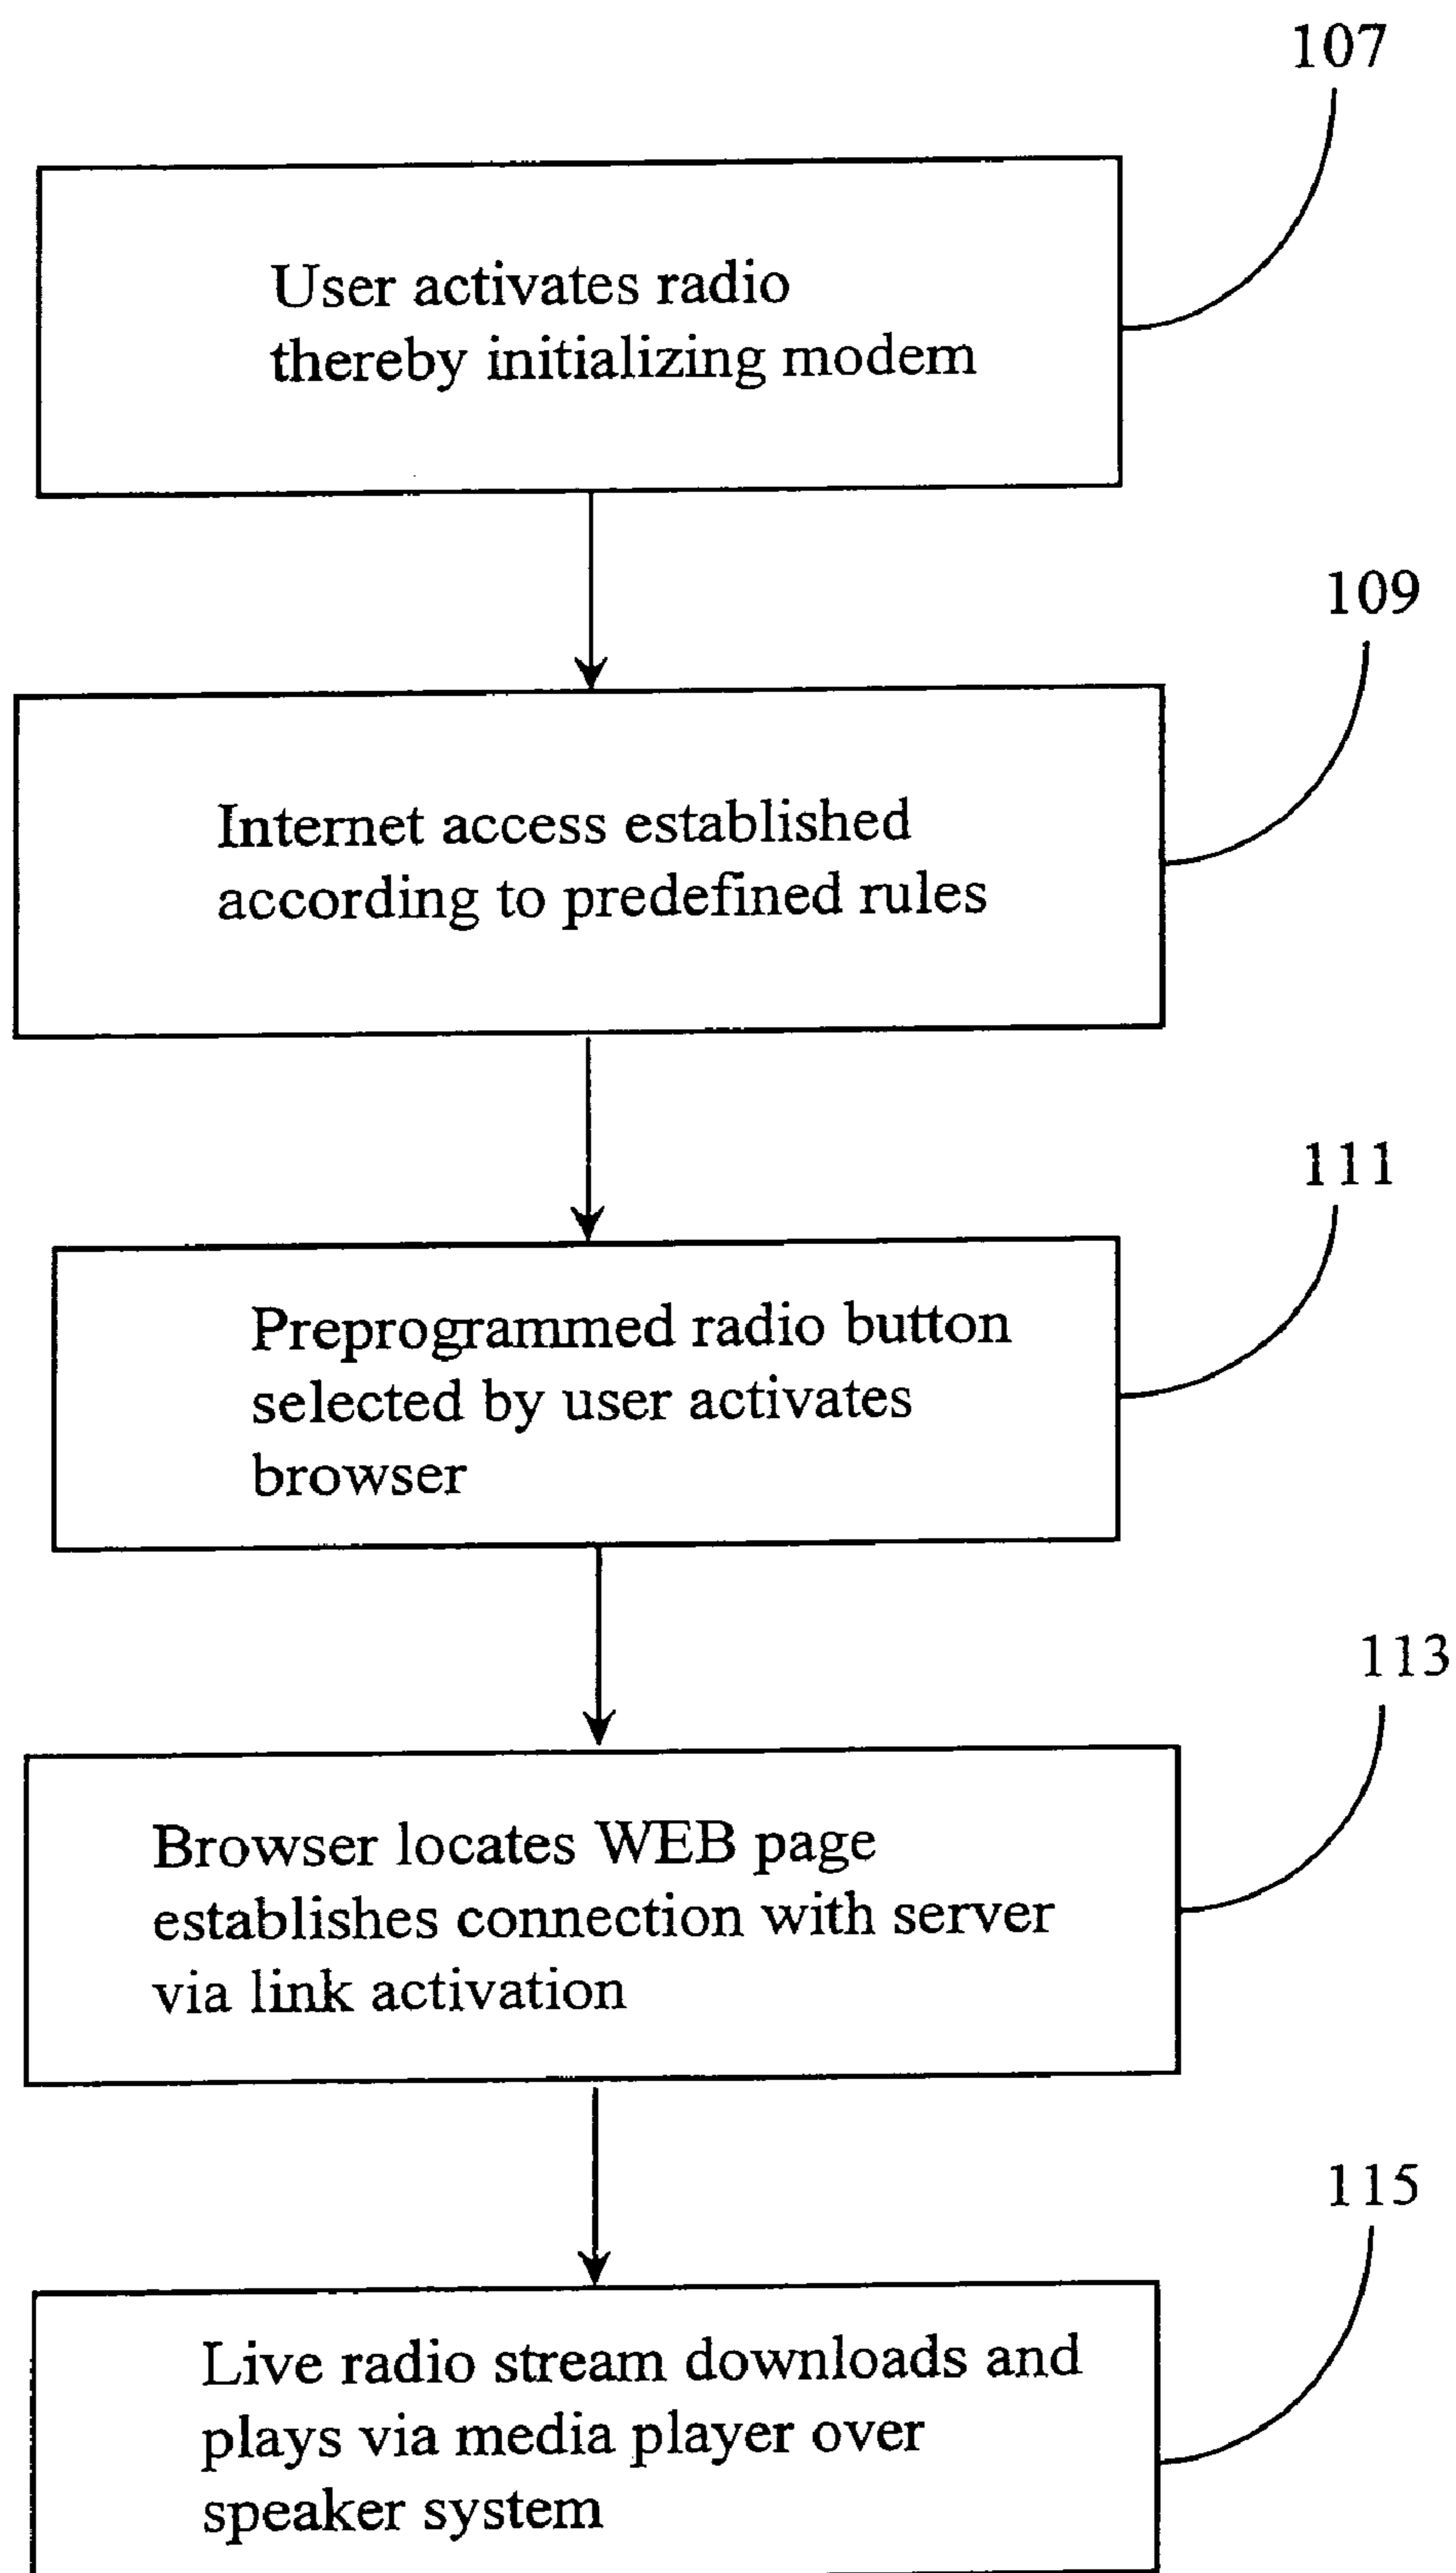 107
User activates radio
thereby initializing modem
109
Internet access established
according to predefined rules
111
Preprogrammed radio button
selected by user activates
browser
113
Browser locates WEB page
establishes connection with server
via link activation
115
Live radio stream downloads and
plays via media player over
speaker system